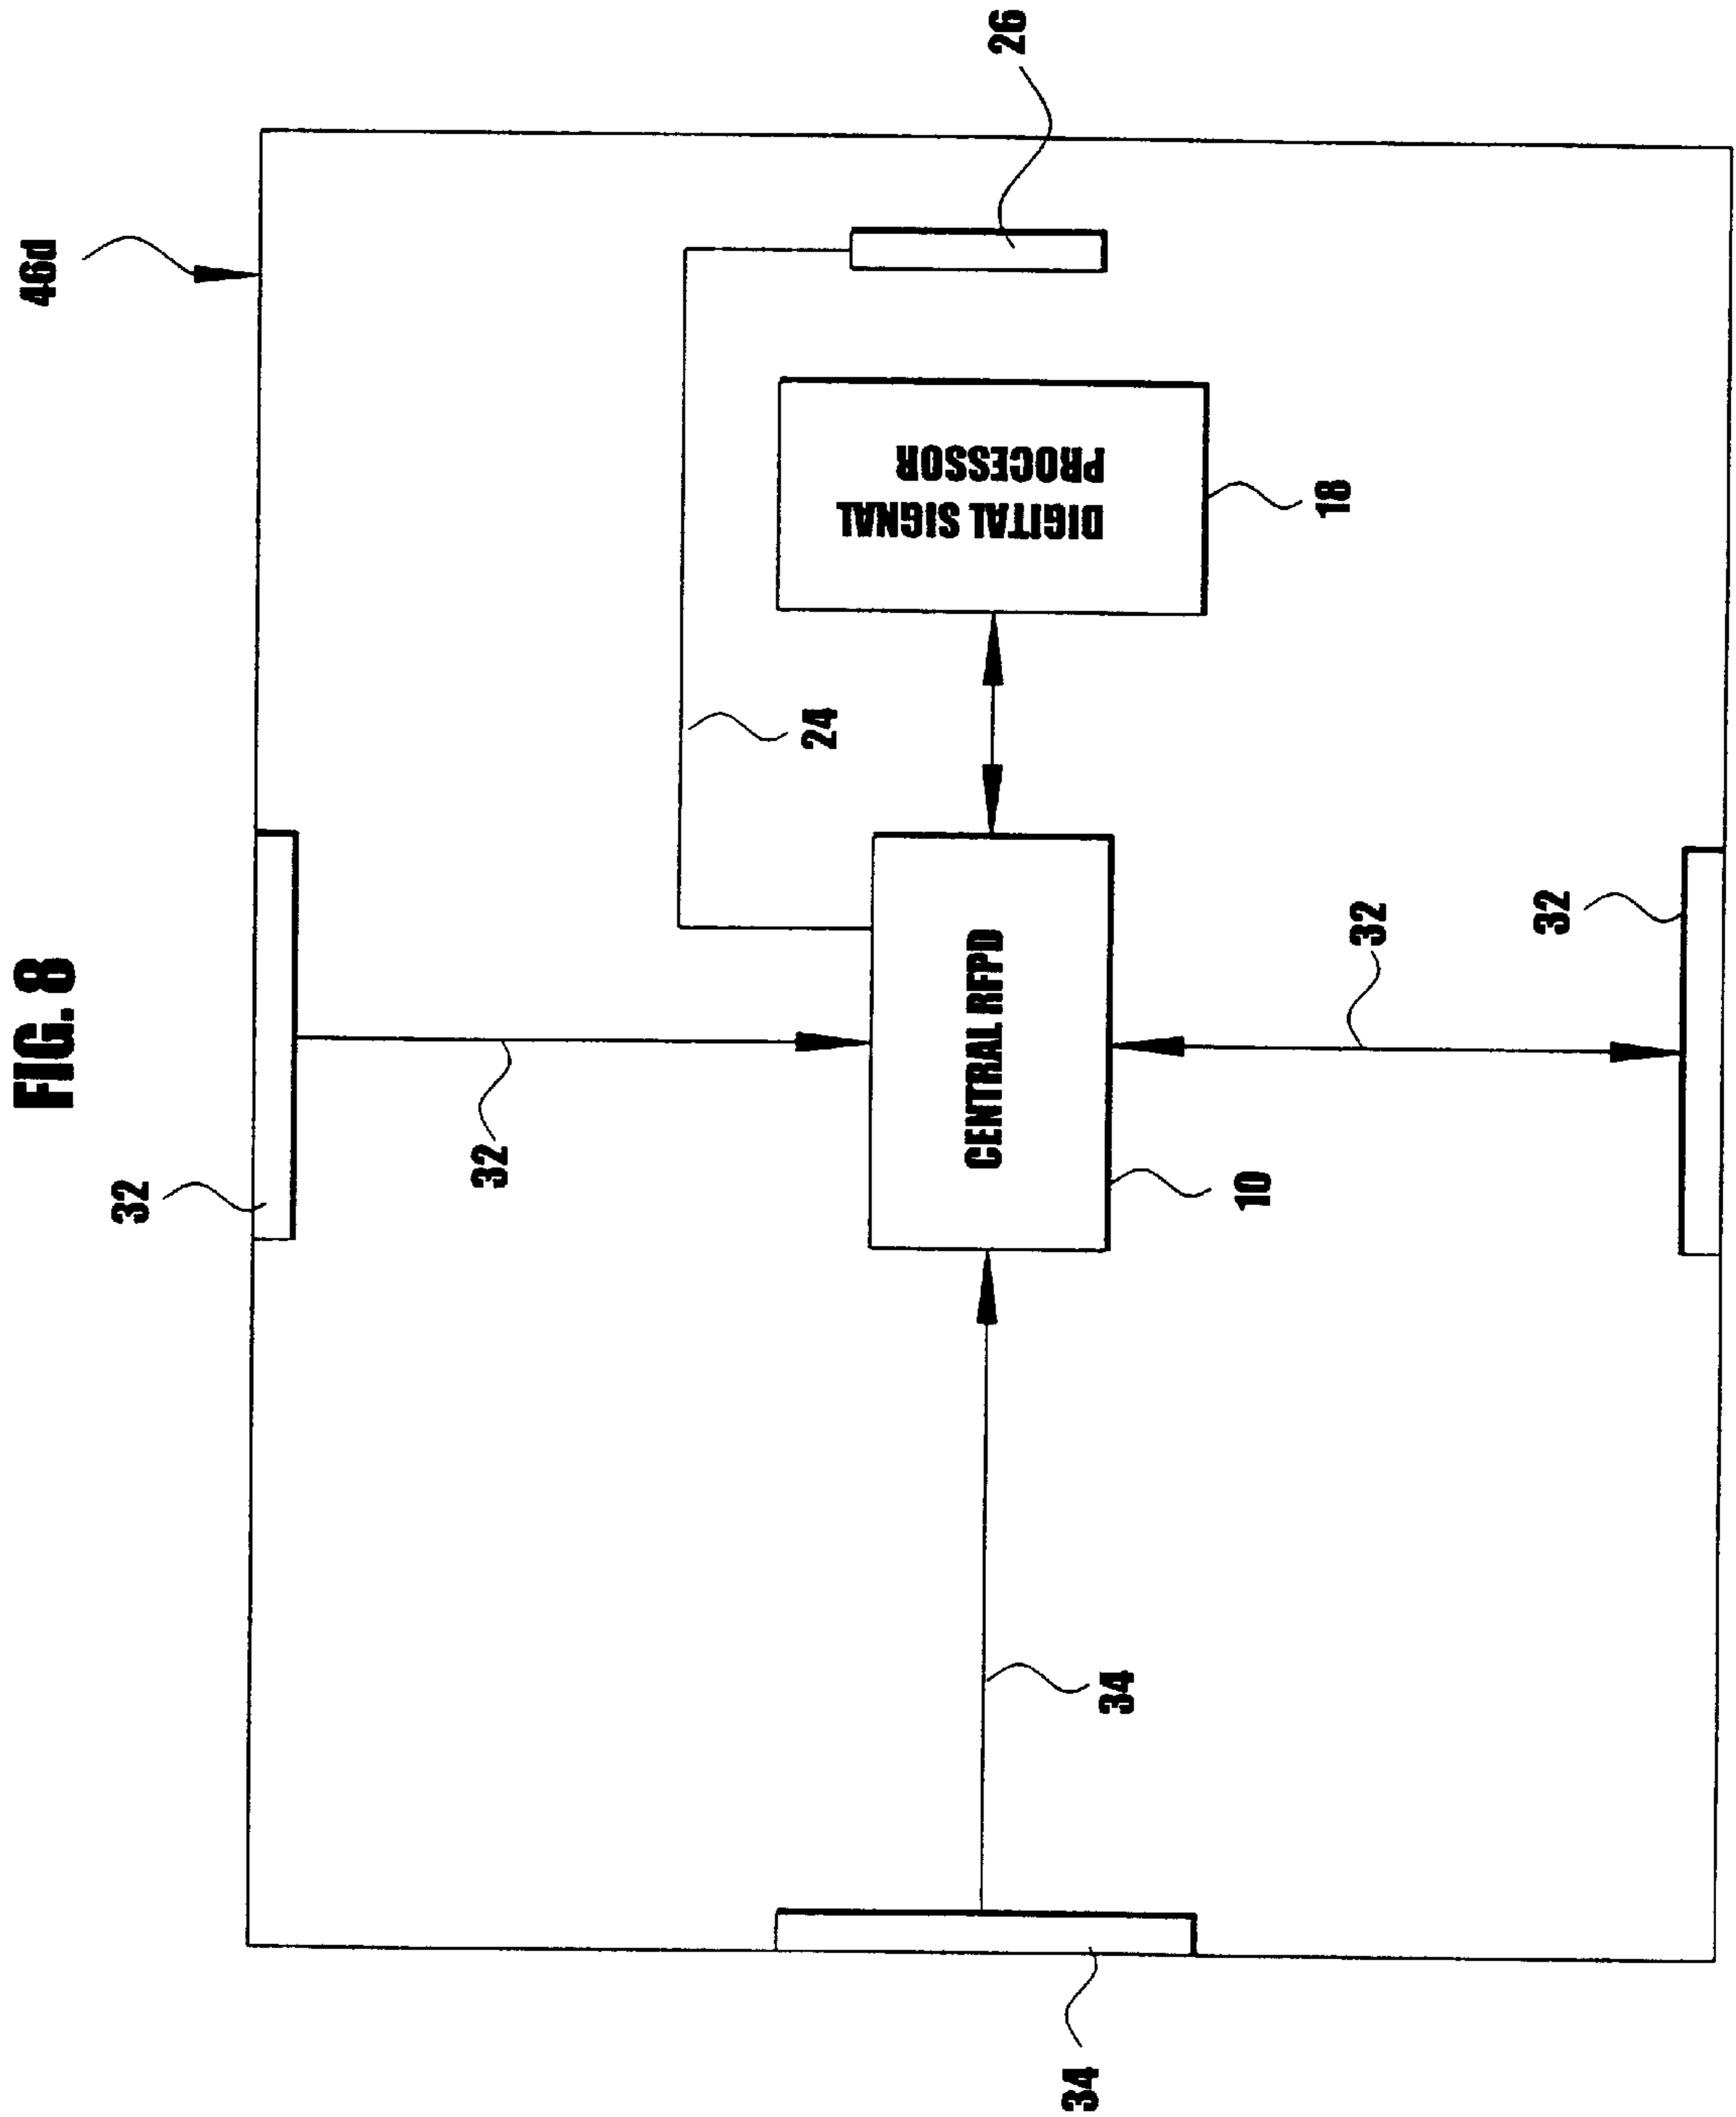 FIG. 8
46d
26
32
32
24
DIGITAL SIGNAL
PROCESSOR
18
CENTRAL RFPD
10
32
32
34
34